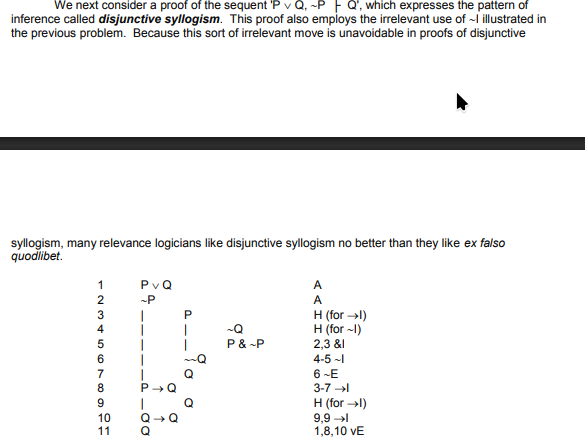 We next consider a proof of the sequent 'P v Q, ~P ├ Q', which expresses the pattern of
inference called disjunctive syllogism. This proof also employs the irrelevant use of ~I illustrated in
the previous problem. Because this sort of irrelevant move is unavoidable in proofs of disjunctive
syllogism, many relevance logicians like disjunctive syllogism no better than they like ex falso
quodlibet.
1 P v Q A
2 ~P A
3 | P H (for →I)
4 | | ~Q H (for ~I)
5 | | P & ~P 2,3 &I
6 | ~~Q 4-5 ~I
7 | Q 6 ~E
8 P → Q 3-7 →I
9 | Q H (for →I)
10 Q → Q 9,9 →I
11 Q 1,8,10 vE